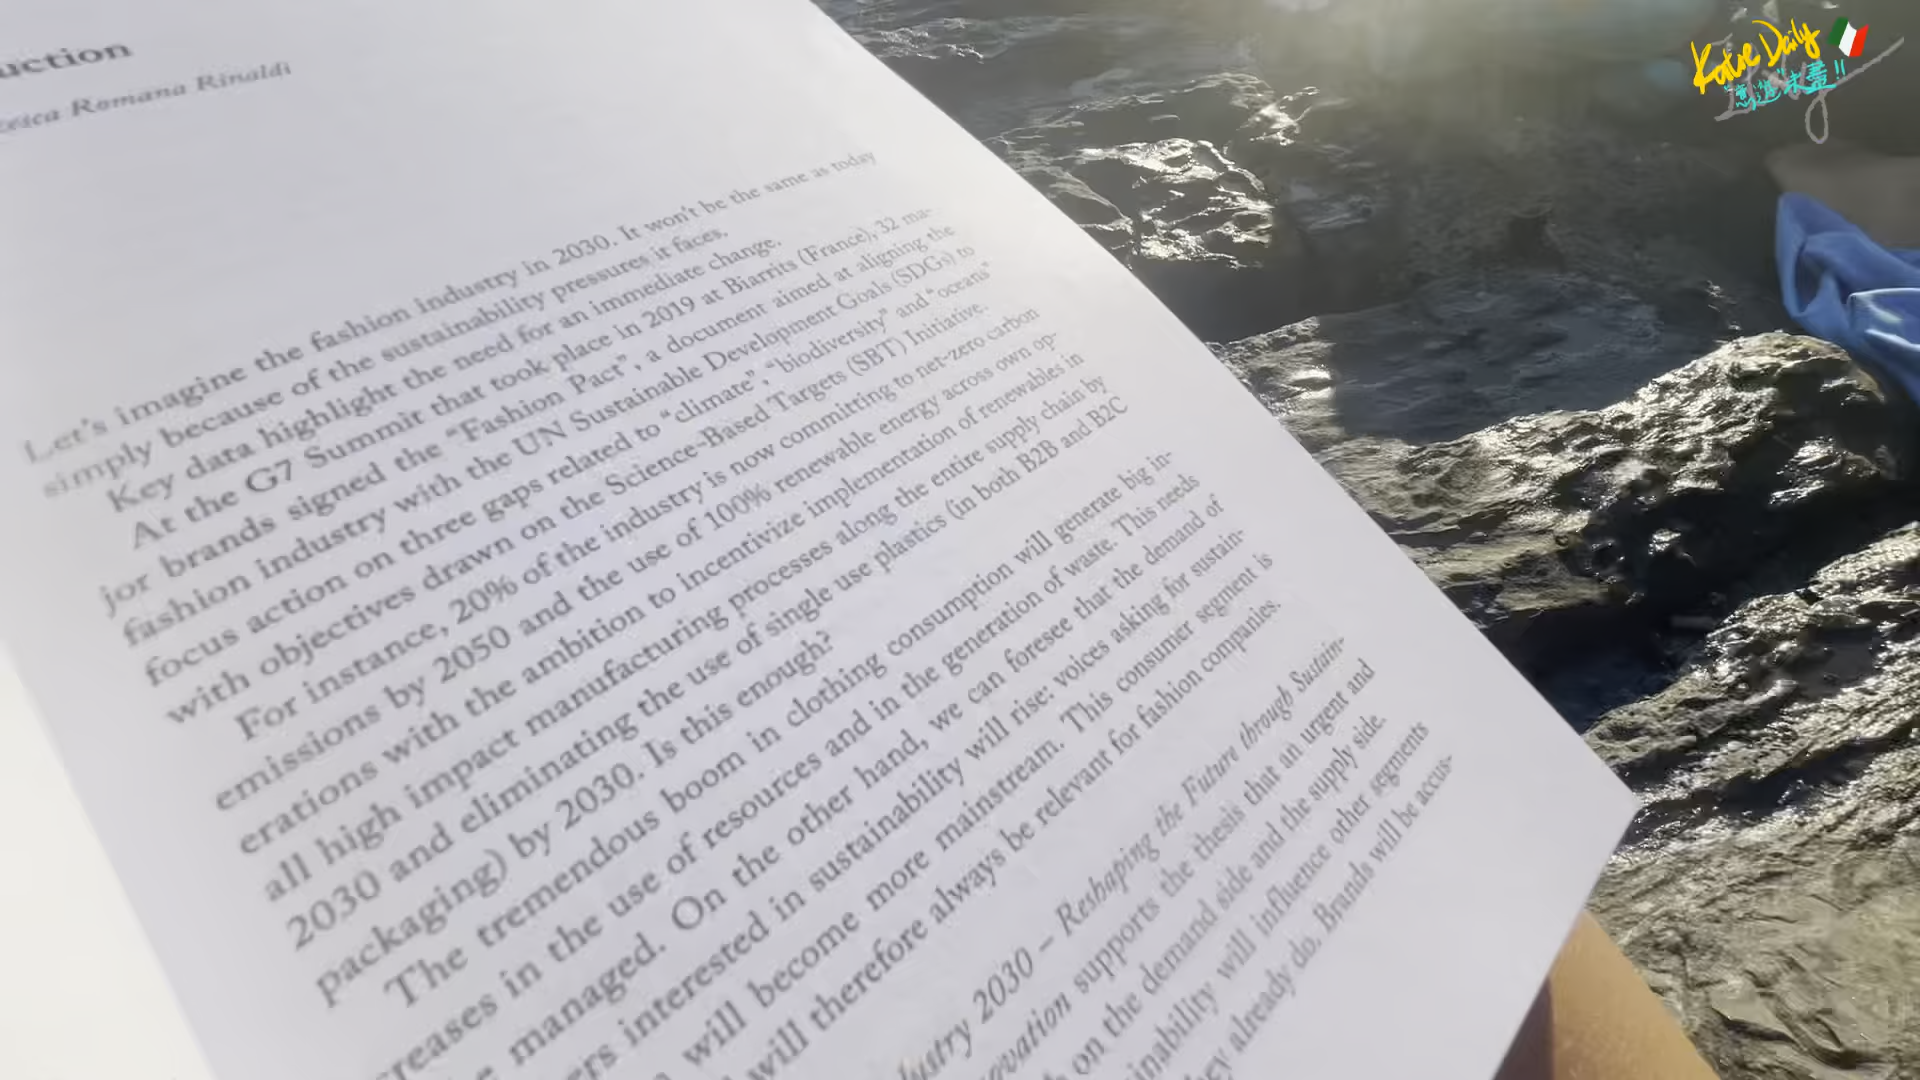 uction
cesca Romana Rinaldi
Let's imagine the fashion industry in 2030. It won't be the same as today
simply because of the sustainability pressures it faces.
Key data highlight the need for an immediate change.
At the G7 Summit that took place in 2019 at Biarrits (France), 32 ma-
jor brands signed the "Fashion Pact", a document aimed at aligning the
fashion industry with the UN Sustainable Development Goals (SDGs) to
focus action on three gaps related to "climate", "biodiversity" and "oceans"
with objectives drawn on the Science-Based Targets (SBT) Initiative.
For instance, 20% of the industry is now committing to net-zero carbon
emissions by 2050 and the use of 100% renewable energy across own op-
erations with the ambition to incentivize implementation of renewables in
all high impact manufacturing processes along the entire supply chain by
2030 and eliminating the use of single use plastics (in both B2B and B2C
packaging) by 2030. Is this enough?
The tremendous boom in clothing consumption will generate big in-
creases in the use of resources and in the generation of waste. This needs
managed. On the other hand, we can foresee that the demand of
ers interested in sustainability will rise: voices asking for sustain-
will become more mainstream. This consumer segment is
will therefore always be relevant for fashion companies.
dustry 2030 – Reshaping the Future through Sustain-
ovation supports the thesis that an urgent and
on the demand side and the supply side.
inability will influence other segments
ey already do. Brands will be accus-
Katie Daily
意遊未盡!!